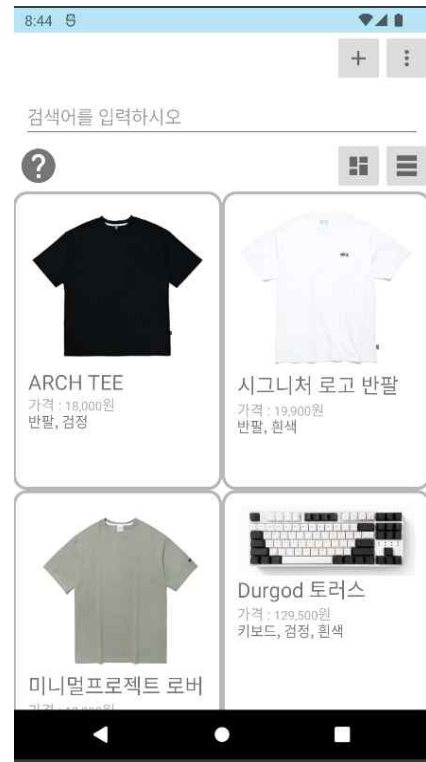 8:44
검색어를 입력하시오
ARCH TEE
가격 : 18,000원
반팔, 검정
시그니처 로고 반팔
가격 : 19,900원
반팔, 흰색
미니멀프로젝트 로버
Durgod 토러스
가격 : 129,500원
키보드, 검정, 흰색